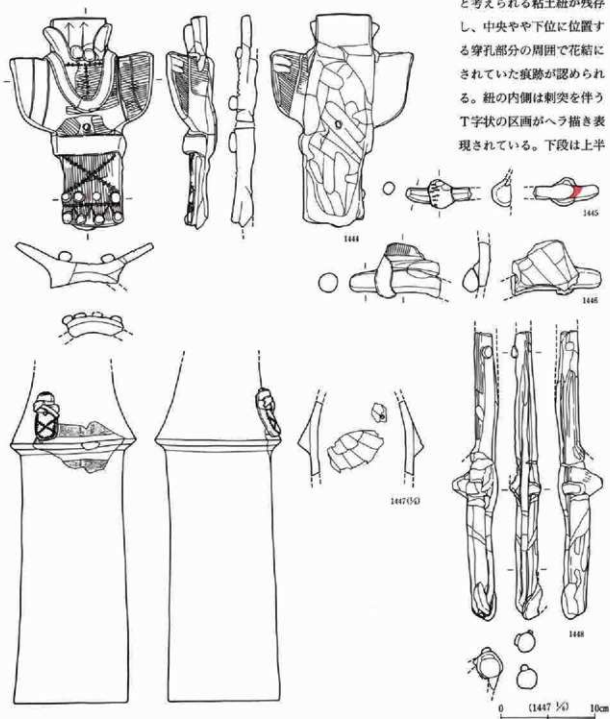 と考えられる粘土紐が残存
し、中央やや下位に位置す
る穿孔部分の周囲で花結に
されていた痕跡が認められ
る。紐の内側は刺突を伴う
T字状の区画がヘラ描き表
現されている。下段は上半
1444
1445
1446
1447(⅙)
1448
0 (1447 ⅙) 10cm